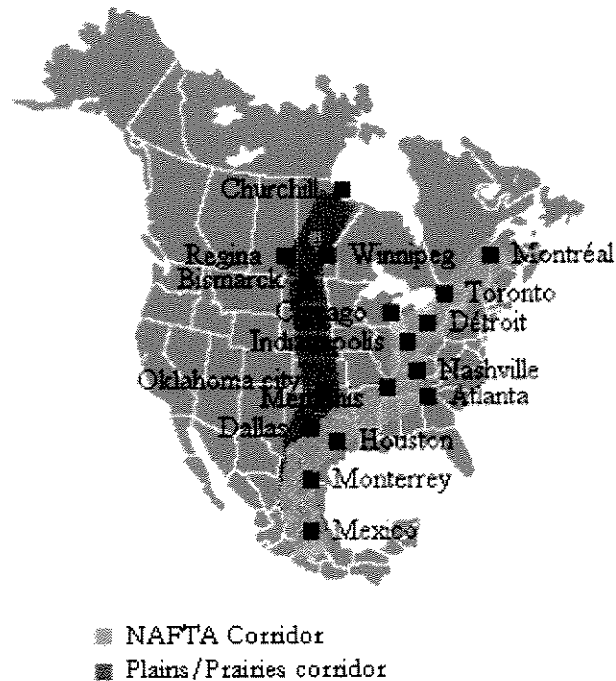 Churchill
Regina
Winnipeg
Montréal
Bismarck
Toronto
Chicago
Détroit
Indianapolis
Nashville
Oklahoma city
Memphis
Atlanta
Dallas
Houston
Monterrey
Mexico
NAFTA Corridor
Plains/Prairies corridor